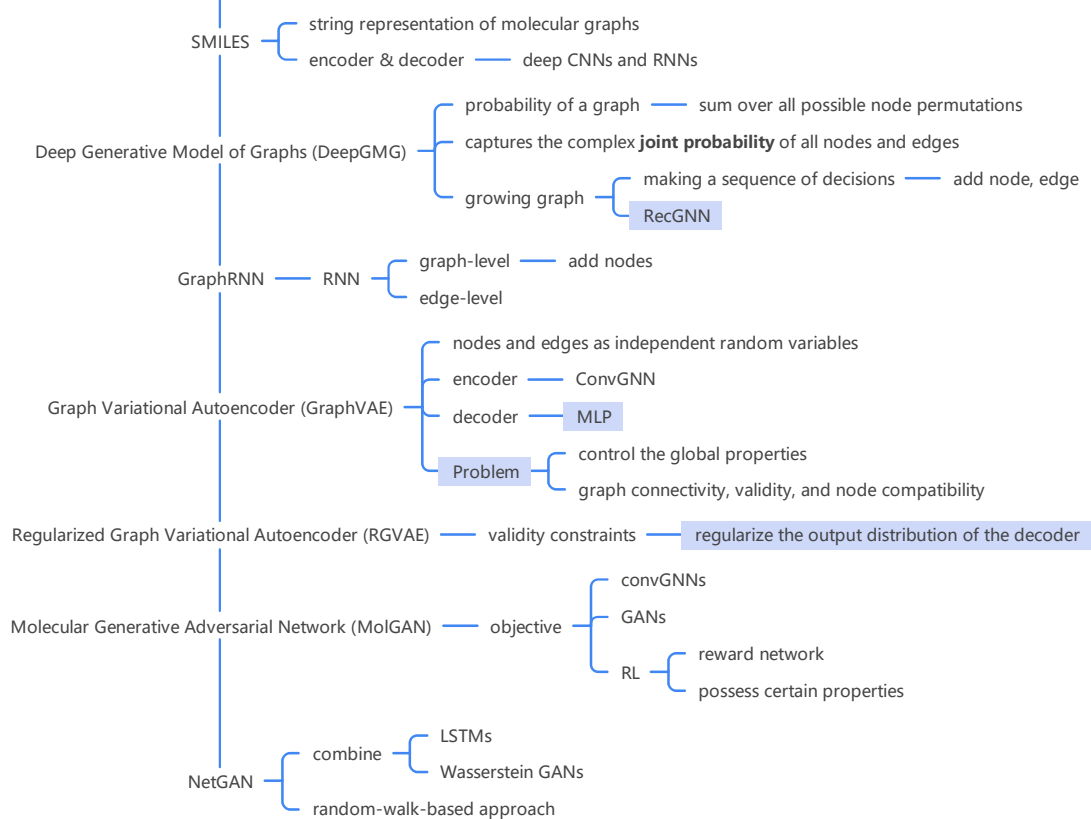 SMILES
string representation of molecular graphs
encoder & decoder
deep CNNs and RNNs
Deep Generative Model of Graphs (DeepGMG)
probability of a graph
sum over all possible node permutations
captures the complex joint probability of all nodes and edges
growing graph
making a sequence of decisions
add node, edge
RecGNN
GraphRNN
RNN
graph-level
add nodes
edge-level
Graph Variational Autoencoder (GraphVAE)
nodes and edges as independent random variables
encoder
ConvGNN
decoder
MLP
Problem
control the global properties
graph connectivity, validity, and node compatibility
Regularized Graph Variational Autoencoder (RGVAE)
validity constraints
regularize the output distribution of the decoder
Molecular Generative Adversarial Network (MolGAN)
objective
convGNNs
GANs
RL
reward network
possess certain properties
NetGAN
combine
LSTMs
Wasserstein GANs
random-walk-based approach